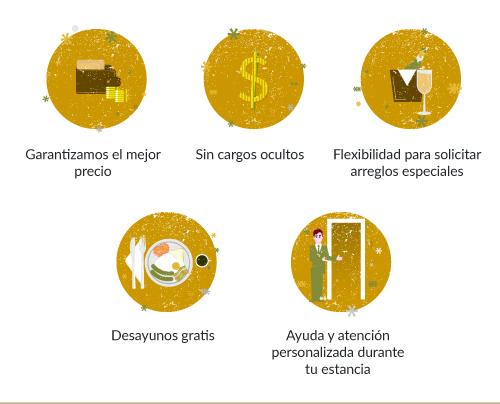 Garantizamos el mejor
precio
Sin cargos ocultos
Flexibilidad para solicitar
arreglos especiales
Desayunos gratis
Ayuda y atención
personalizada durante
tu estancia